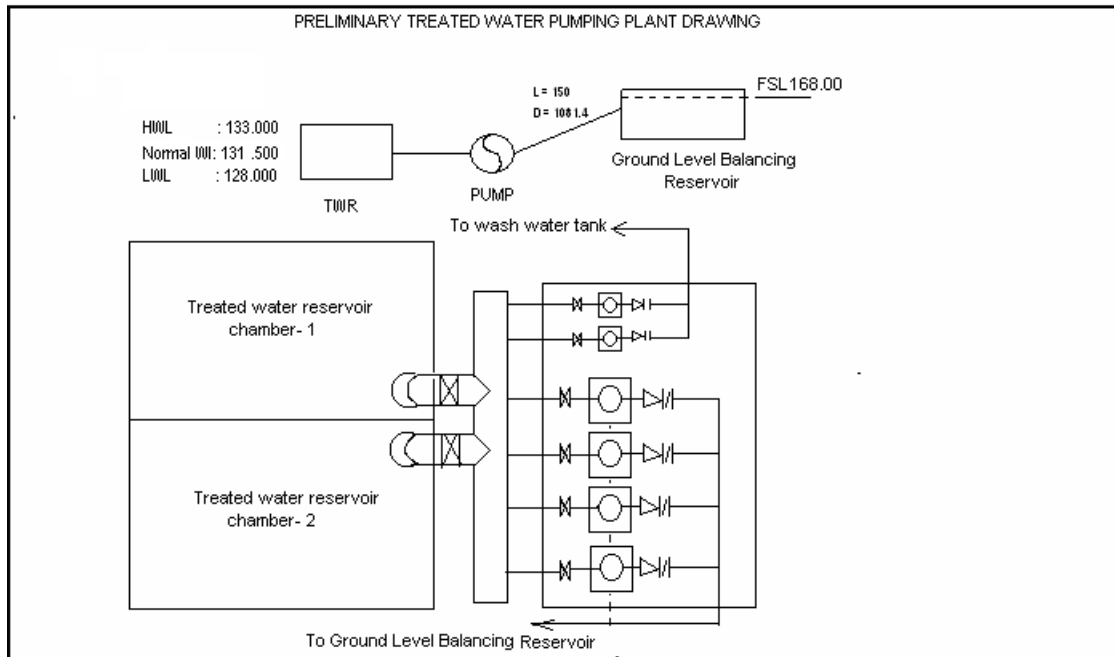 PRELIMINARY TREATED WATER PUMPING PLANT DRAWING
L= 150
D= 1081.4
FSL168.00
HWL : 133.000
Normal Wl: 131 .500
LWL : 128.000
TWR
PUMP
Ground Level Balancing
Reservoir
To wash water tank
Treated water reservoir
chamber- 1
Treated water reservoir
chamber- 2
To Ground Level Balancing Reservoir